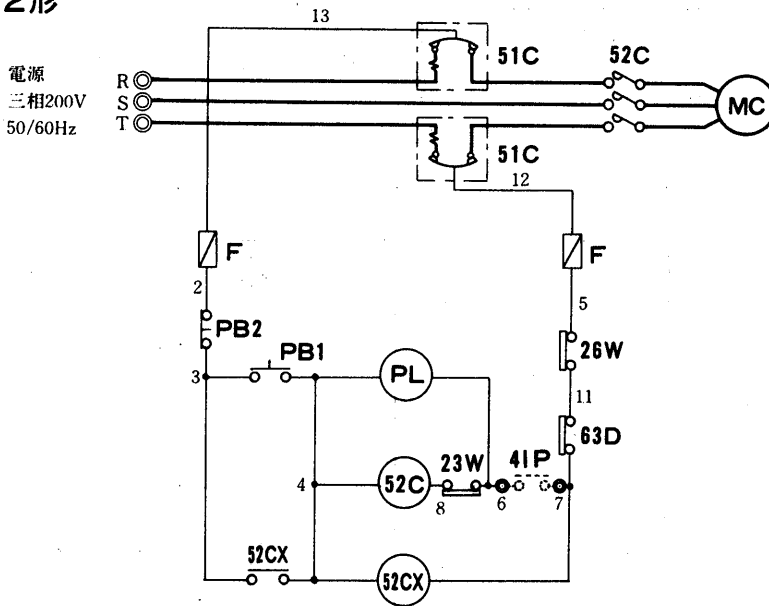 2形
13
電源
三相200V
50/60Hz
R
S
T
51C
52C
MC
51C
12
F
F
2
5
PB2
26W
PB1
PL
3
11
63D
23W
41P
4
52C
8
6
7
52CX
52CX